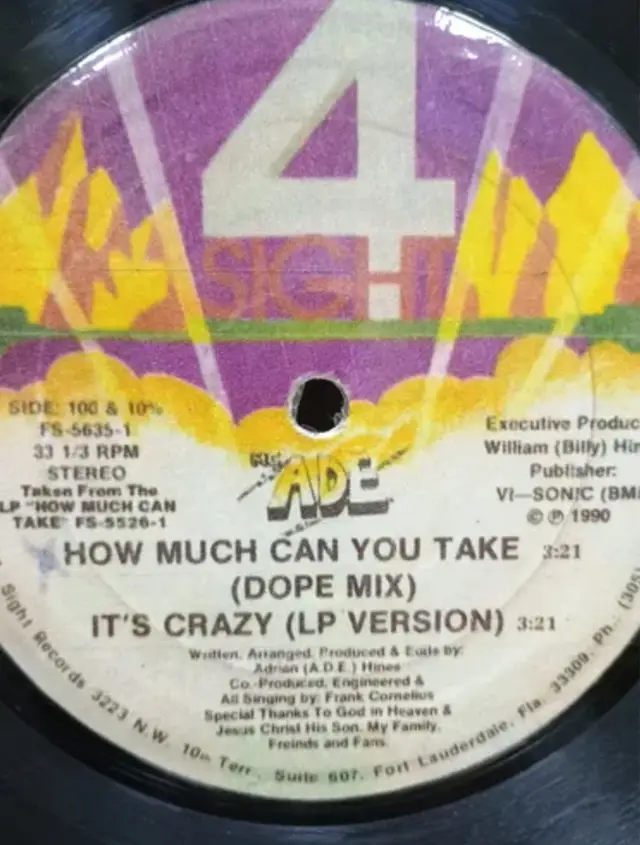 4
SIGHT
SIDE: 100 & 10%
FS-5635-1
33 1/3 RPM
STEREO
Taken From The
LP "HOW MUCH CAN
TAKE" FS-5526-1
Executive Produc
William (Billy) Hin
Publisher:
VI-SONIC (BMI
© ℗ 1990
ADE
HOW MUCH CAN YOU TAKE 3:21
(DOPE MIX)
IT'S CRAZY (LP VERSION) 3:21
Written, Arranged, Produced & Edits by:
Adrian (A.D.E.) Hines
Co-Produced, Engineered &
All Singing by: Frank Cornelius
Special Thanks To God in Heaven &
Jesus Christ His Son, My Family,
Freinds and Fans.
Sight Records 3223 N.W. 10th Terr. Suite 607, Fort Lauderdale, Fla. 33309, Ph. (305)